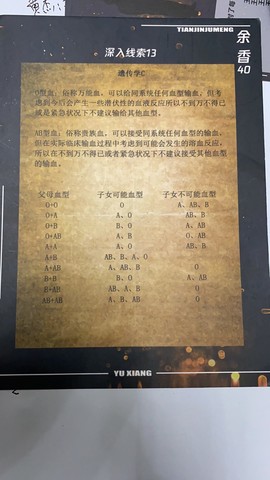 TIANJINJUMENG
余香
40
深入线索13
遗传学C
O型血，俗称万能血，可以给同系统任何血型输血，但考
虑到今后会产生一些潜伏性的血液反应所以不到万不得已
或是紧急状况下不建议输给其他血型。
AB型血，俗称贵族血，可以接受同系统任何血型的输血，
但在实际临床输血过程中考虑到可能会发生的溶血反应，
所以在不到万不得已或者紧急状况下不建议接受其他血型
的输血。
父母血型 子女可能血型 子女不可能血型
O+O O A、AB、B
O+A A、O AB、B
O+B B、O A、AB
O+AB A、B O、AB
A+A A、O AB、B
A+B AB、B、A、O
A+AB A、AB、B O
B+B B、O A、AB
B+AB AB、A、B O
AB+AB A、B、AB O
YU XIANG